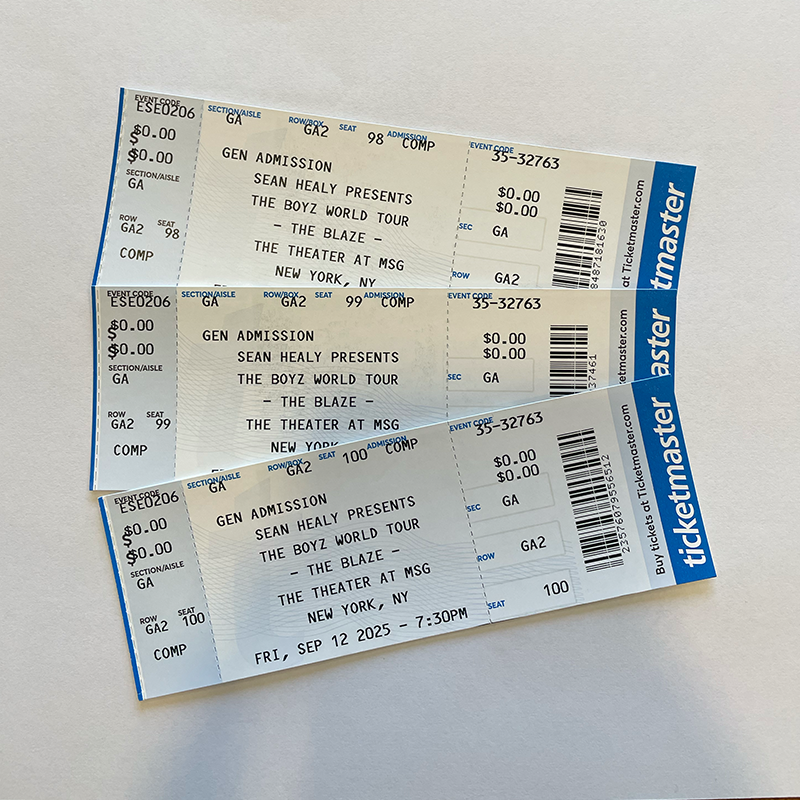 EVENT CODE SECTION/AISLE ROW/BOX SEAT ADMISSION EVENT CODE
ESE0206 GA GA2 98 COMP 35-32763
$0.00 GEN ADMISSION $0.00
$0.00 SEAN HEALY PRESENTS $0.00
SECTION/AISLE THE BOYZ WORLD TOUR SEC GA
GA - THE BLAZE -
ROW SEAT THE THEATER AT MSG ROW GA2
GA2 98 NEW YORK, NY
COMP
at Ticketmaster.com
tmaster
EVENT CODE SECTION/AISLE ROW/BOX SEAT ADMISSION EVENT CODE
ESE0206 GA GA2 99 COMP 35-32763
$0.00 GEN ADMISSION $0.00
$0.00 SEAN HEALY PRESENTS $0.00
SECTION/AISLE THE BOYZ WORLD TOUR SEC GA
GA - THE BLAZE -
ROW SEAT THE THEATER AT MSG
GA2 99 NEW YORK
COMP
37461
icketmaster.com
aster
EVENT CODE SECTION/AISLE ROW/BOX SEAT ADMISSION EVENT CODE
ESE0206 GA GA2 100 COMP 35-32763
$0.00 GEN ADMISSION $0.00
$0.00 SEAN HEALY PRESENTS $0.00
SECTION/AISLE THE BOYZ WORLD TOUR SEC GA
GA - THE BLAZE -
ROW SEAT THE THEATER AT MSG ROW GA2
GA2 100 NEW YORK, NY
COMP FRI, SEP 12 2025 - 7:30PM SEAT 100
Buy tickets at Ticketmaster.com
ticketmaster